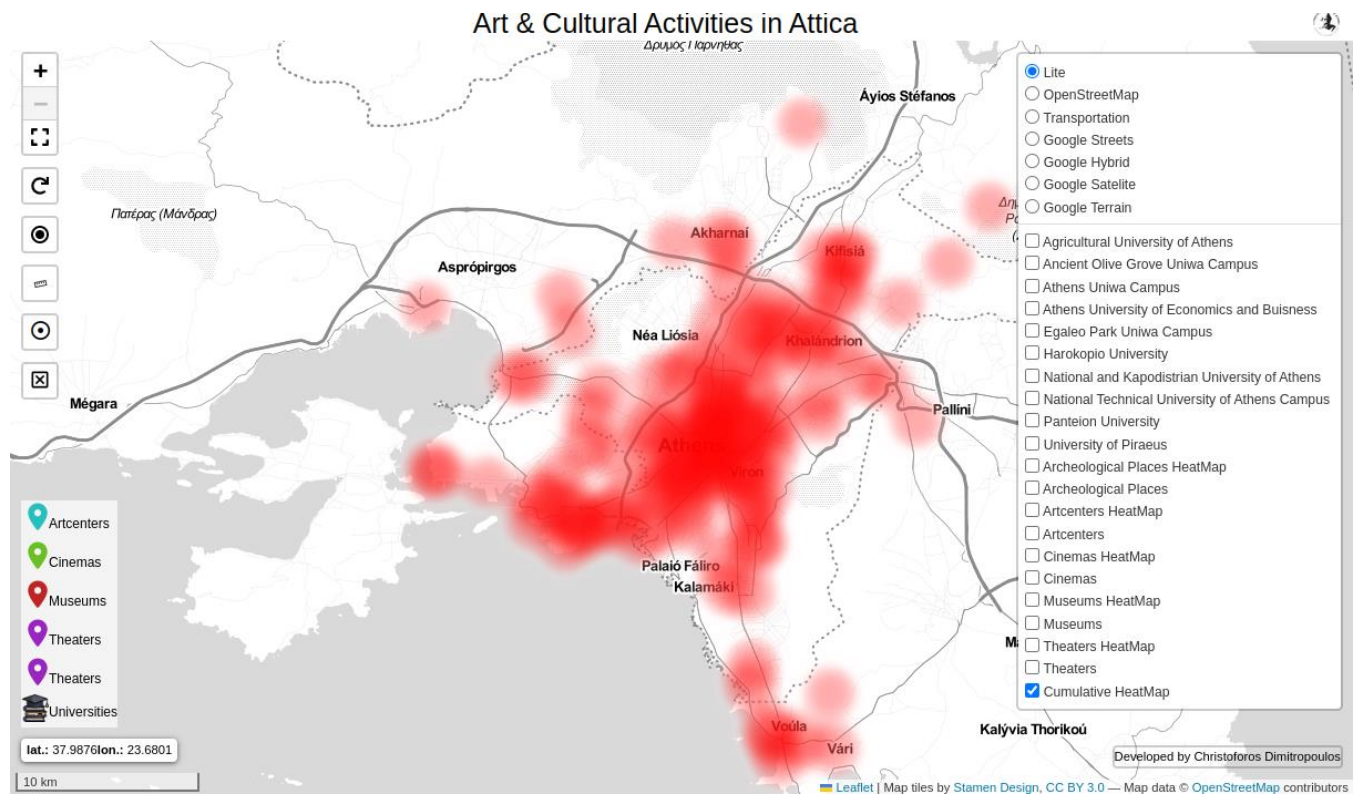 Art & Cultural Activities in Attica
Δρυμός Πάρνηθας
Άyios Stéfanos
Πατέρας (Μάνδρας)
Akharnaí
Kifisiá
Asprópirgos
Néa Liósia
Khalándrion
Mégara
Pallíni
Athens
Viron
Palaió Fáliro
Kalamáki
Voúla
Vári
Kalývia Thorikoú
+
−
Lite
OpenStreetMap
Transportation
Google Streets
Google Hybrid
Google Satelite
Google Terrain
Agricultural University of Athens
Ancient Olive Grove Uniwa Campus
Athens Uniwa Campus
Athens University of Economics and Buisness
Egaleo Park Uniwa Campus
Harokopio University
National and Kapodistrian University of Athens
National Technical University of Athens Campus
Panteion University
University of Piraeus
Archeological Places HeatMap
Archeological Places
Artcenters HeatMap
Artcenters
Cinemas HeatMap
Cinemas
Museums HeatMap
Museums
Theaters HeatMap
Theaters
Cumulative HeatMap
Artcenters
Cinemas
Museums
Theaters
Theaters
Universities
lat.: 37.9876lon.: 23.6801
10 km
Developed by Christoforos Dimitropoulos
Leaflet | Map tiles by Stamen Design, CC BY 3.0 — Map data © OpenStreetMap contributors